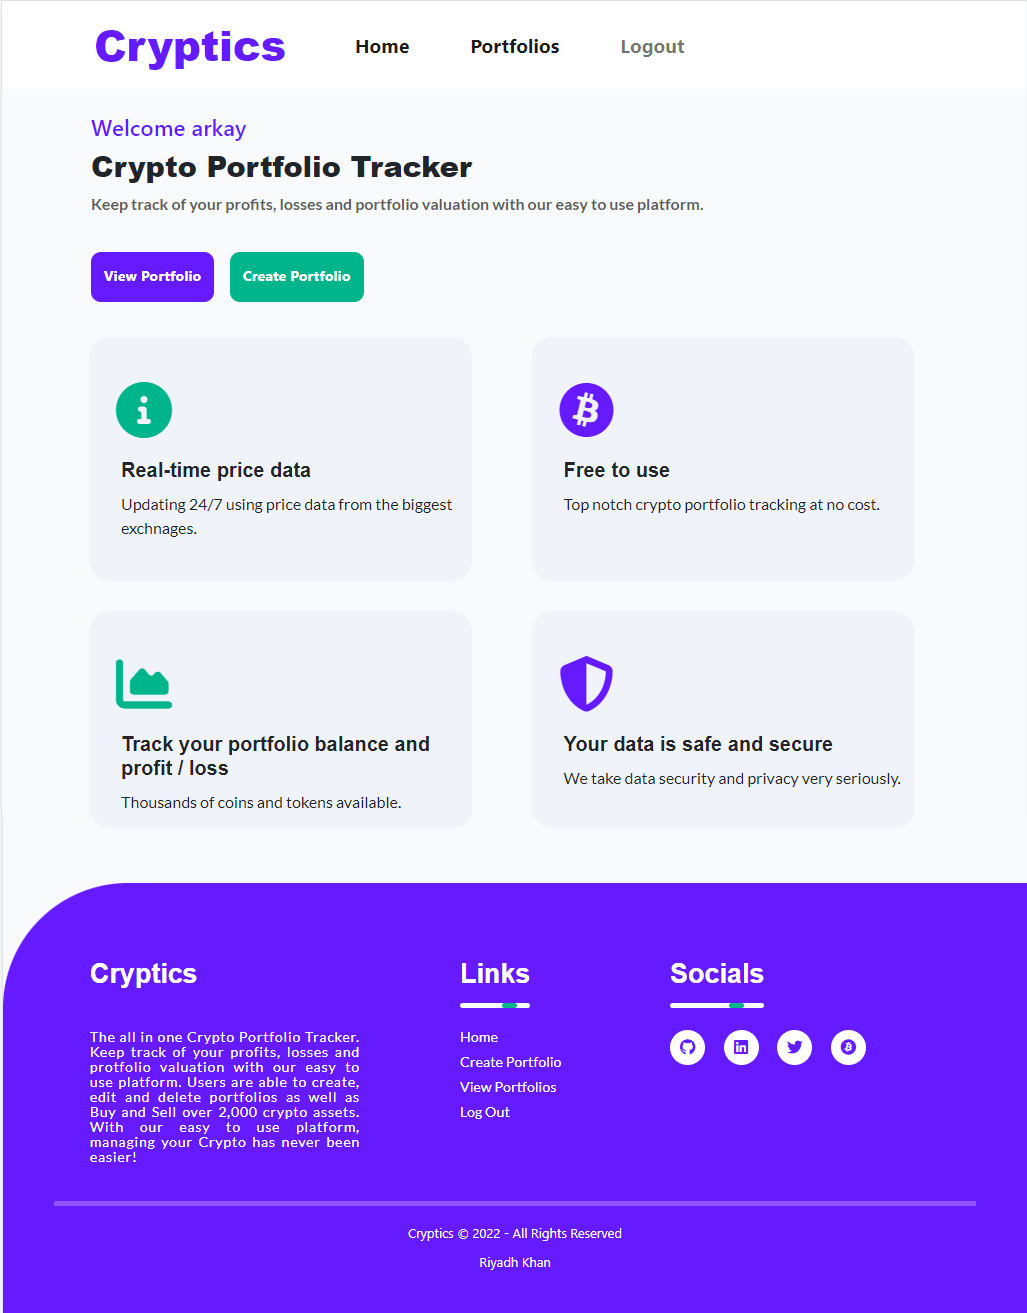 Cryptics
Home
Portfolios
Logout
Welcome arkay
Crypto Portfolio Tracker
Keep track of your profits, losses and portfolio valuation with our easy to use platform.
View Portfolio
Create Portfolio
Real-time price data
Updating 24/7 using price data from the biggest
exchnages.
Free to use
Top notch crypto portfolio tracking at no cost.
Track your portfolio balance and
profit / loss
Thousands of coins and tokens available.
Your data is safe and secure
We take data security and privacy very seriously.
Cryptics
The all in one Crypto Portfolio Tracker.
Keep track of your profits, losses and
protfolio valuation with our easy to
use platform. Users are able to create,
edit and delete portfolios as well as
Buy and Sell over 2,000 crypto assets.
With our easy to use platform,
managing your Crypto has never been
easier!
Links
Home
Create Portfolio
View Portfolios
Log Out
Socials
Cryptics © 2022 - All Rights Reserved
Riyadh Khan